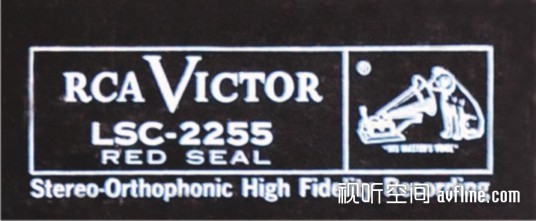 RCA VICTOR
LSC-2255
RED SEAL
®
"HIS MASTER'S VOICE"
Stereo-Orthophonic High Fidelity Recording
视听空间 avfline.com